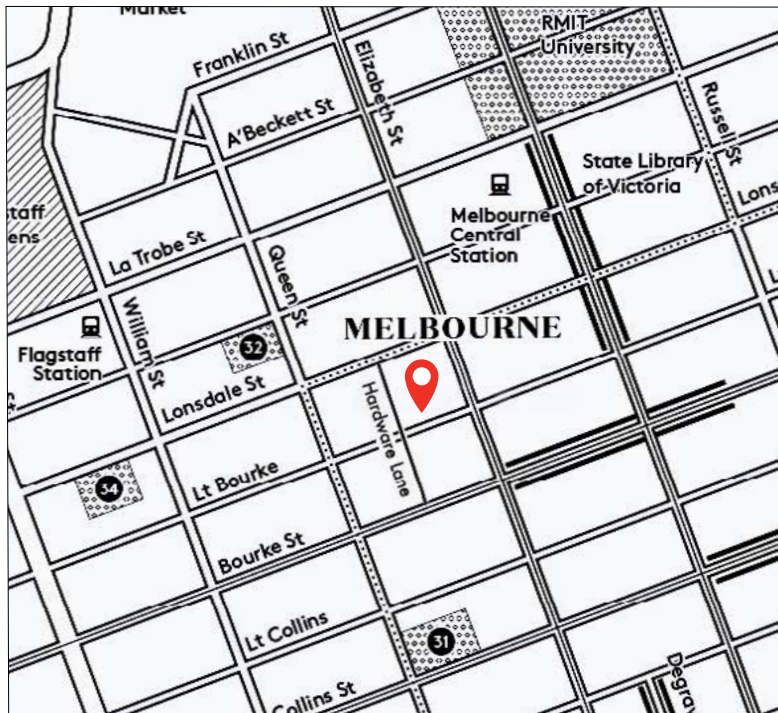 Market
RMIT
University
Franklin St
Elizabeth St
A'Beckett St
Russell St
State Library
of Victoria
Melbourne
Central
Station
Lons
staff
ens
La Trobe St
Queen St
William St
MELBOURNE
32
Flagstaff
Station
Lonsdale St
Hardware Lane
34
Lt Bourke
Bourke St
Lt Collins
31
Collins St
Degrav